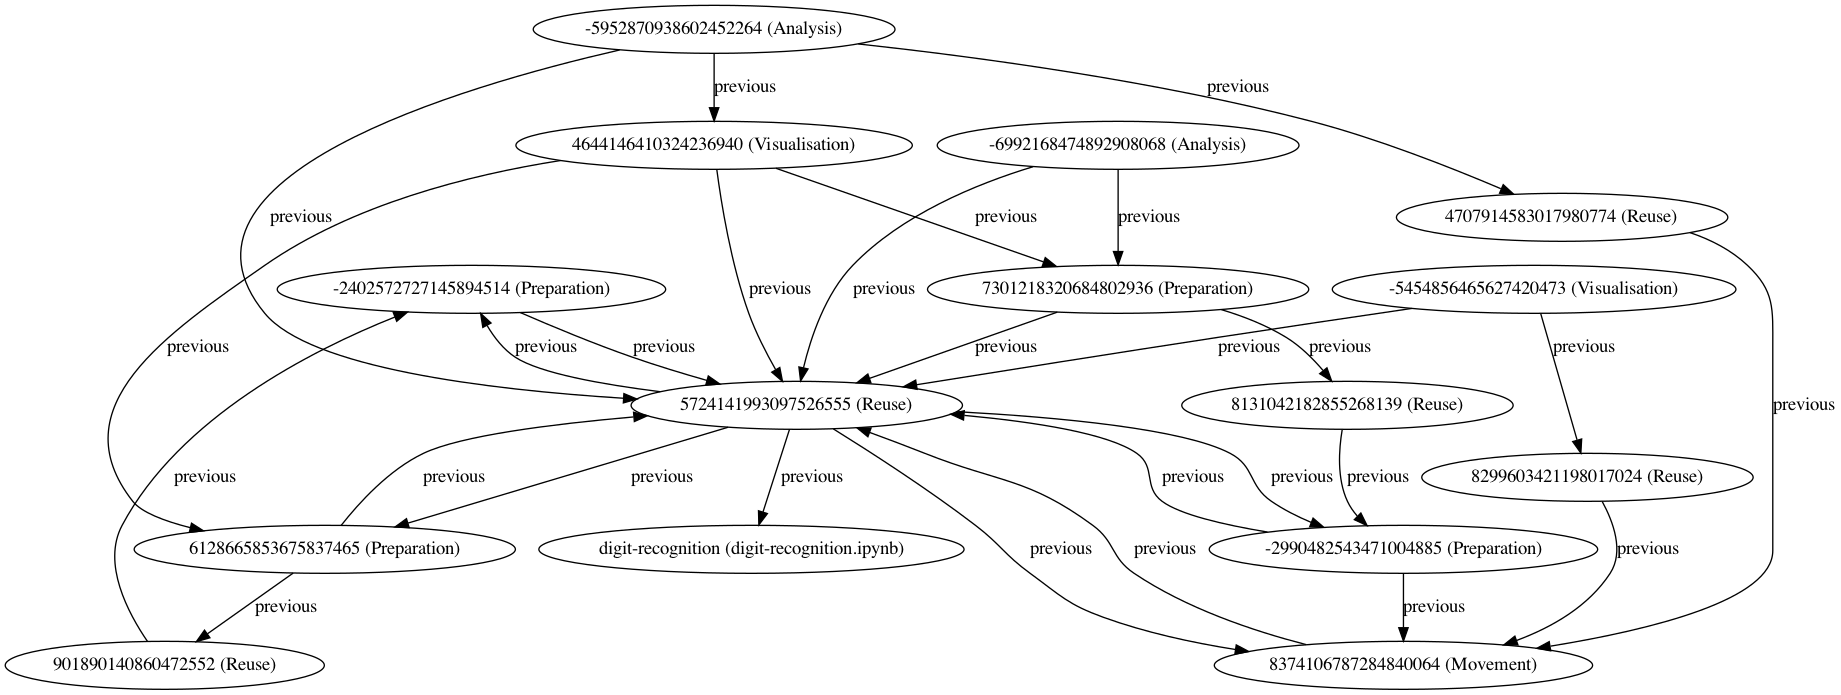 -5952870938602452264 (Analysis)
previous
previous
4644146410324236940 (Visualisation)
-6992168474892908068 (Analysis)
previous
previous
previous
4707914583017980774 (Reuse)
-2402572727145894514 (Preparation)
previous
previous
7301218320684802936 (Preparation)
-5454856465627420473 (Visualisation)
previous
previous
previous
previous
previous
previous
previous
5724141993097526555 (Reuse)
8131042182855268139 (Reuse)
previous
previous
previous
previous
previous
previous
previous
previous
8299603421198017024 (Reuse)
6128665853675837465 (Preparation)
digit-recognition (digit-recognition.ipynb)
previous
previous
-2990482543471004885 (Preparation)
previous
previous
previous
901890140860472552 (Reuse)
8374106787284840064 (Movement)